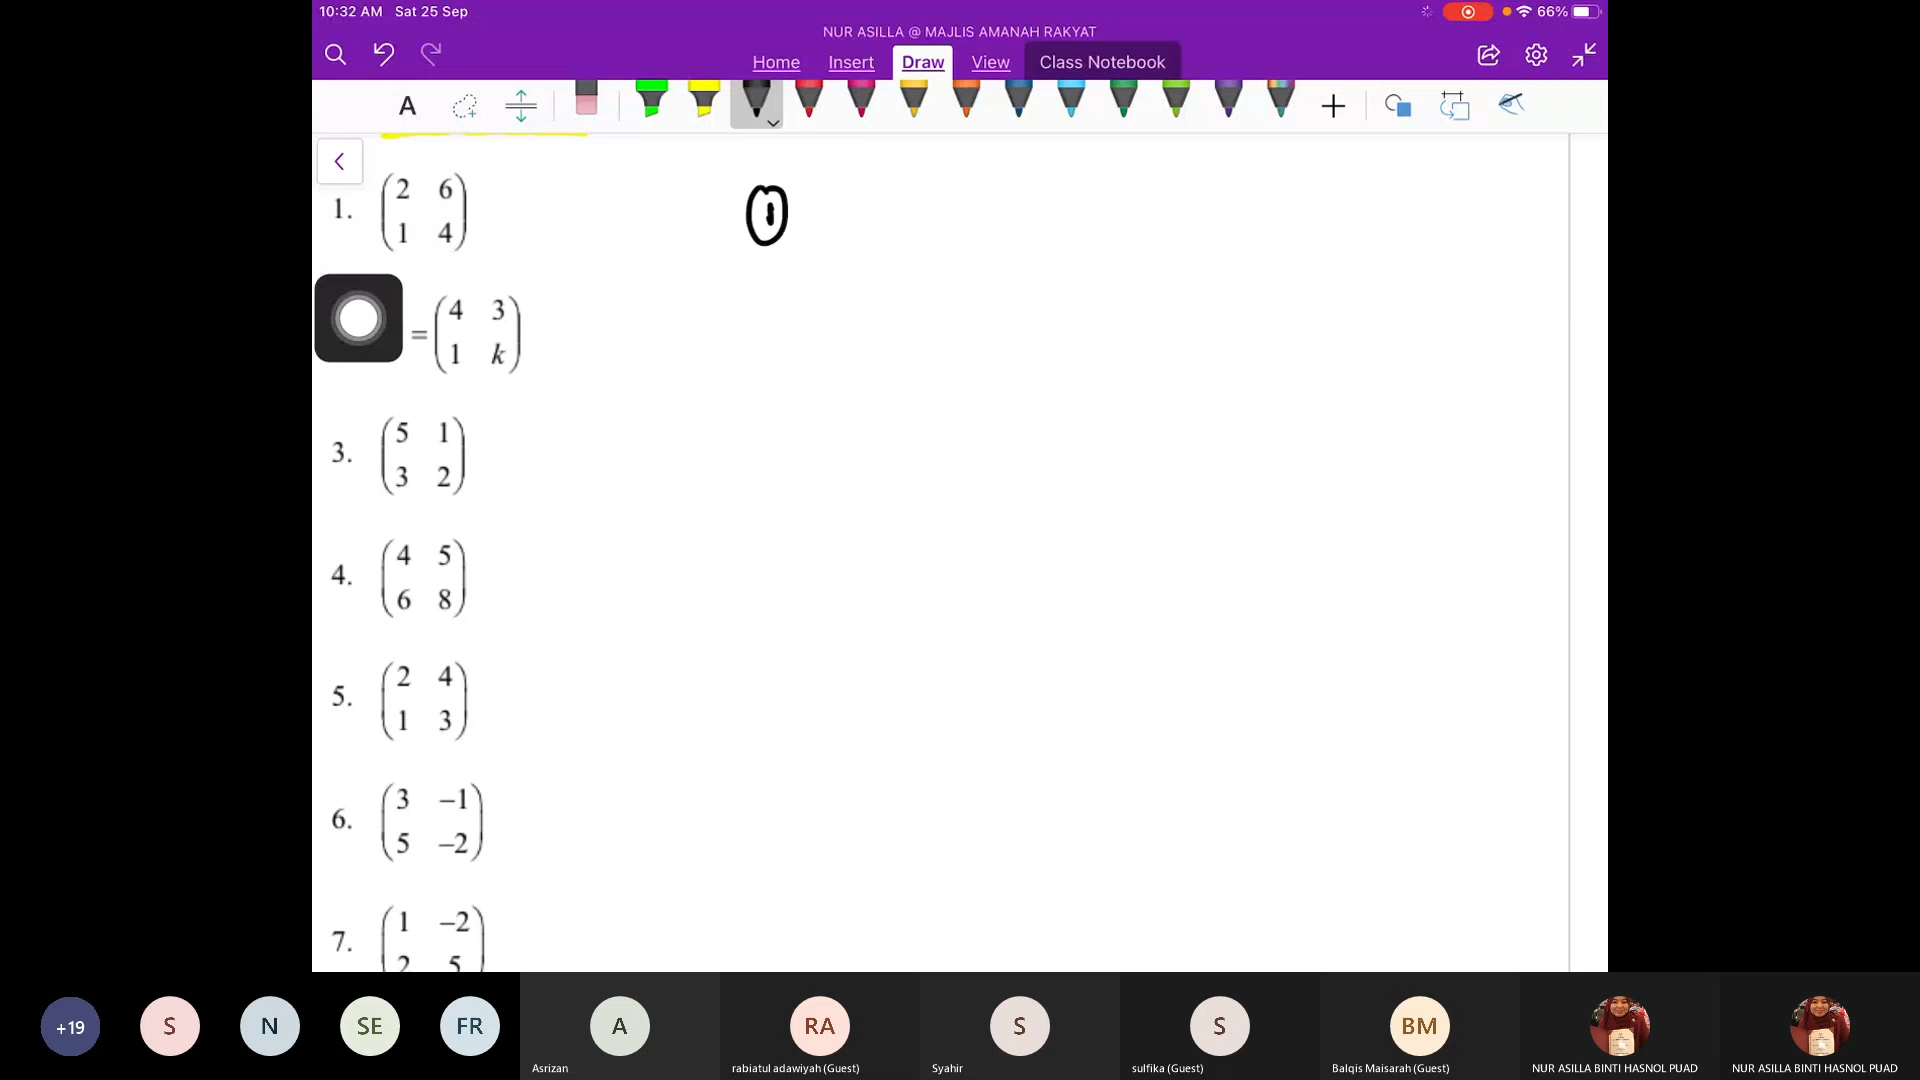 10:32 AM Sat 25 Sep
66%
NUR ASILLA @ MAJLIS AMANAH RAKYAT
Home Insert Draw View Class Notebook
A
1. (2 6
1 4)
①
= (4 3
1 k)
3. (5 1
3 2)
4. (4 5
6 8)
5. (2 4
1 3)
6. (3 –1
5 –2)
7. (1 –2
2 5
+19 S N SE FR A RA S S BM
Asrizan rabiatul adawiyah (Guest) Syahir sulfika (Guest) Balqis Maisarah (Guest) NUR ASILLA BINTI HASNOL PUAD NUR ASILLA BINTI HASNOL PUAD